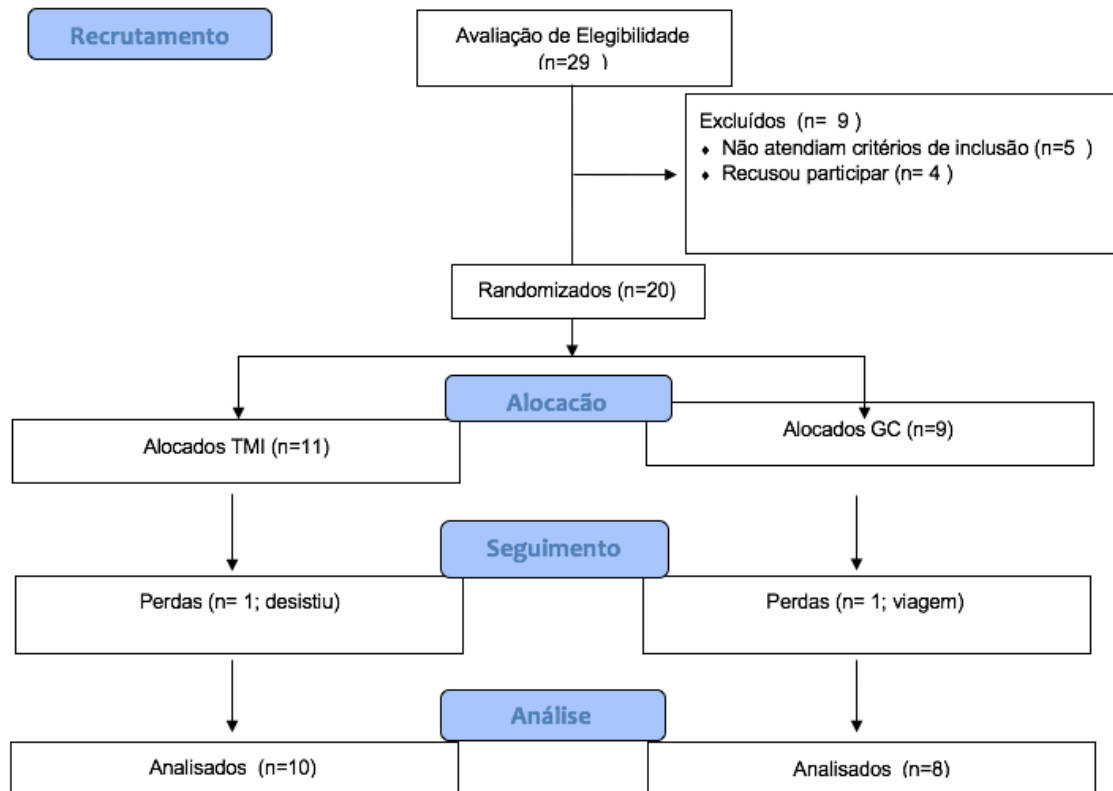 Recrutamento
Avaliação de Elegibilidade
(n=29 )
Excluídos (n= 9 )
♦ Não atendiam critérios de inclusão (n=5 )
♦ Recusou participar (n= 4 )
Randomizados (n=20)
Alocacão
Alocados TMI (n=11)
Alocados GC (n=9)
Seguimento
Perdas (n= 1; desistiu)
Perdas (n= 1; viagem)
Análise
Analisados (n=10)
Analisados (n=8)